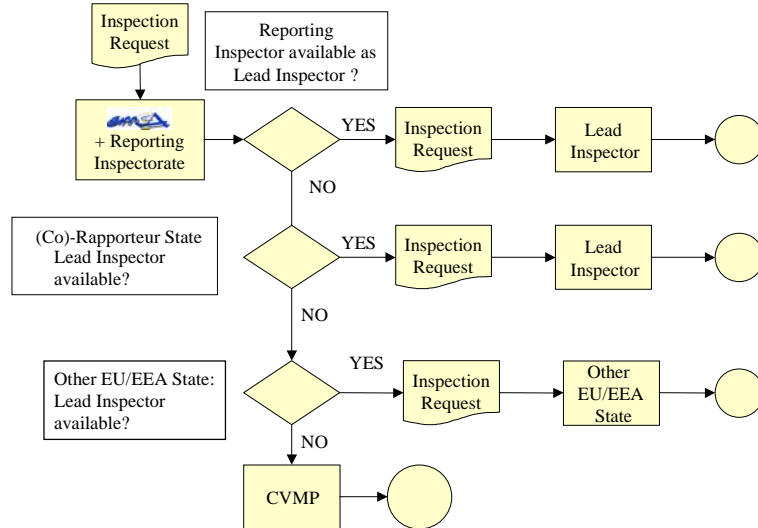 Inspection
Request
Reporting
Inspector available as
Lead Inspector ?
emea
+ Reporting
Inspectorate
YES
Inspection
Request
Lead
Inspector
NO
(Co)-Rapporteur State
Lead Inspector
available?
YES
Inspection
Request
Lead
Inspector
NO
Other EU/EEA State:
Lead Inspector
available?
YES
Inspection
Request
Other
EU/EEA
State
NO
CVMP